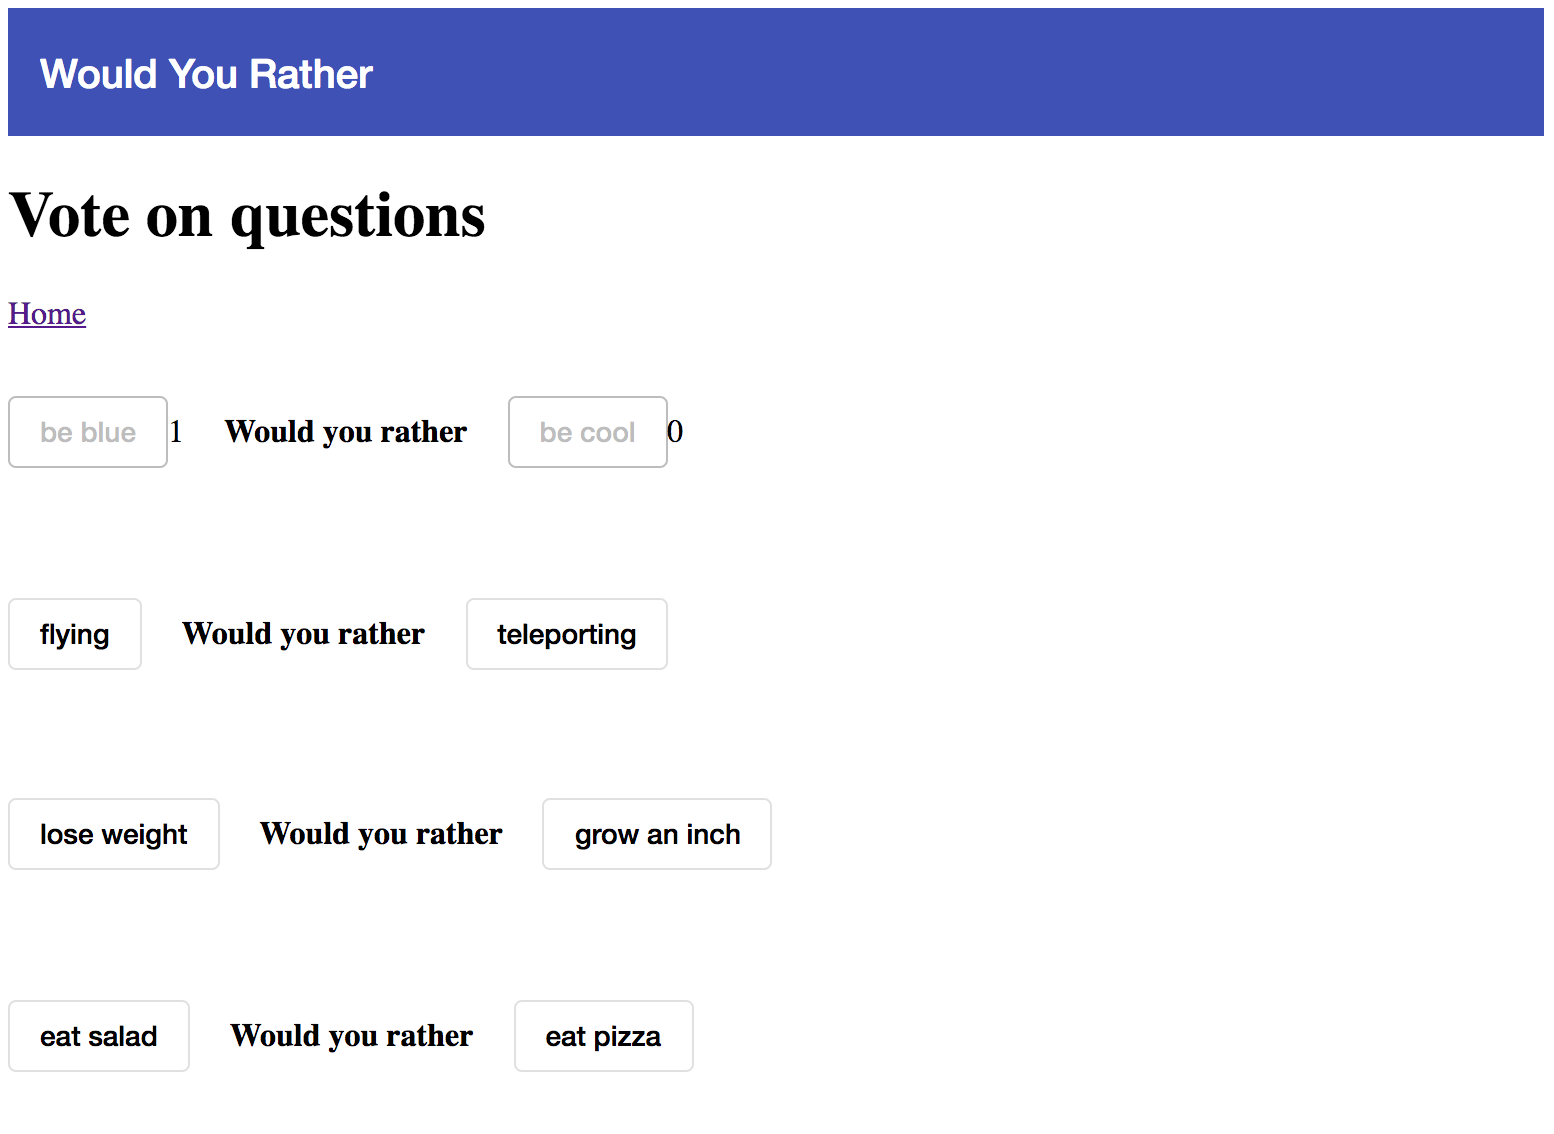 Would You Rather
Vote on questions
Home
be blue 1 Would you rather be cool 0
flying Would you rather teleporting
lose weight Would you rather grow an inch
eat salad Would you rather eat pizza